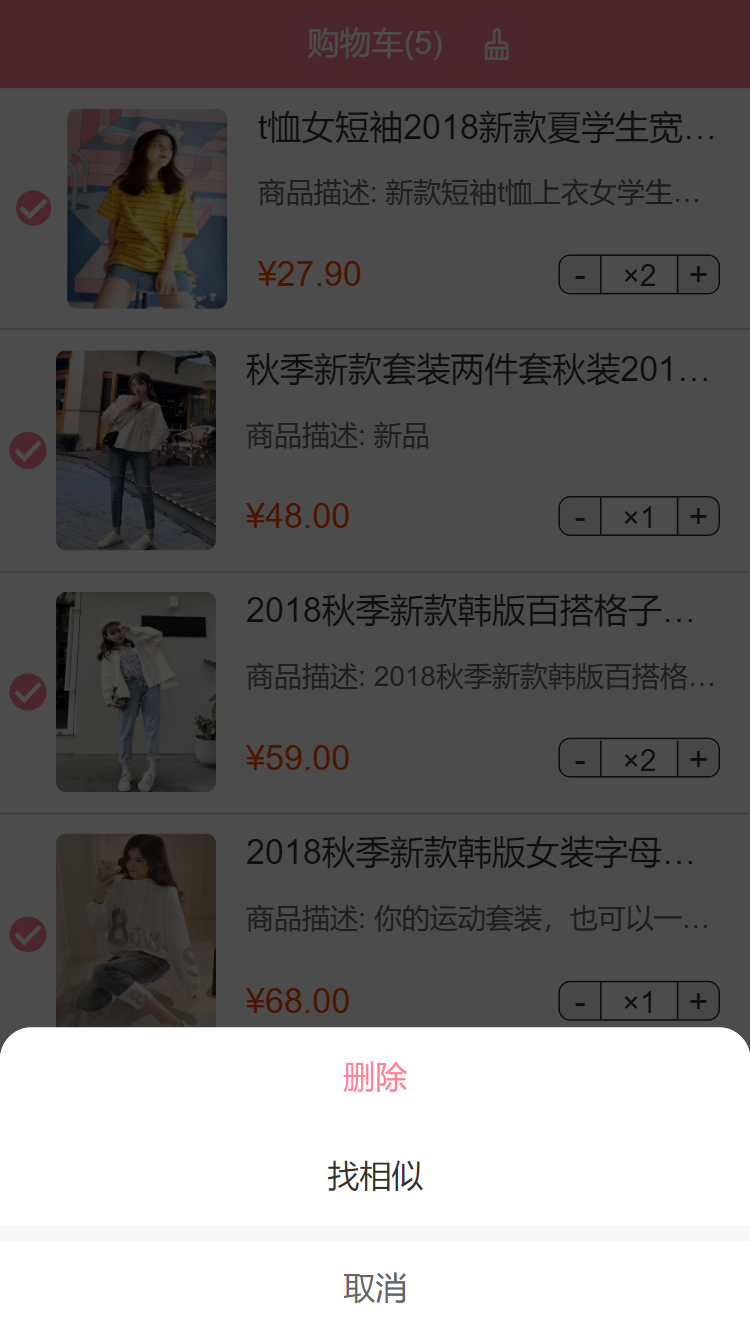 购物车(5)
t恤女短袖2018新款夏学生宽…
商品描述: 新款短袖t恤上衣女学生…
¥27.90
- ×2 +
秋季新款套装两件套秋装201…
商品描述: 新品
¥48.00
- ×1 +
2018秋季新款韩版百搭格子…
商品描述: 2018秋季新款韩版百搭格…
¥59.00
- ×2 +
2018秋季新款韩版女装字母…
商品描述: 你的运动套装，也可以一…
¥68.00
- ×1 +
删除
找相似
取消